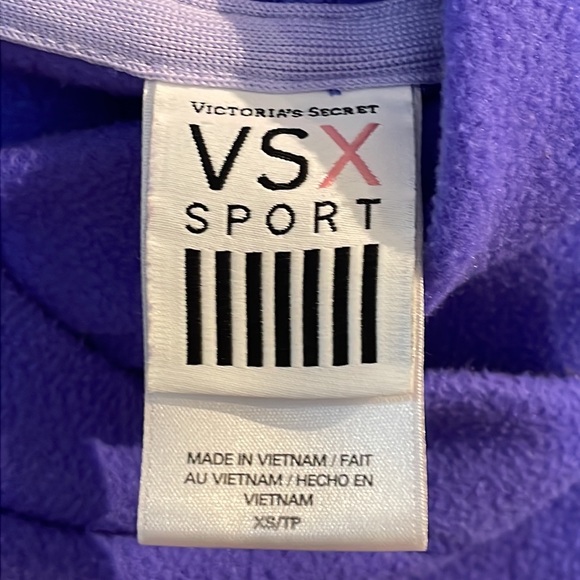 VICTORIA'S SECRET
VSX
SPORT
MADE IN VIETNAM / FAIT
AU VIETNAM / HECHO EN
VIETNAM
XS/TP